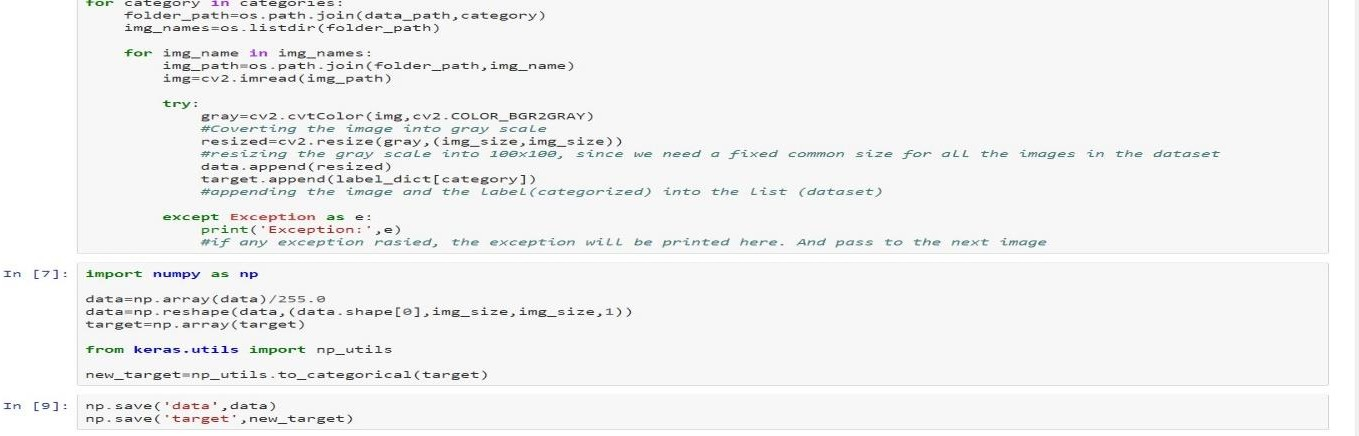 for category in categories:
folder_path=os.path.join(data_path,category)
img_names=os.listdir(folder_path)
for img_name in img_names:
img_path=os.path.join(folder_path,img_name)
img=cv2.imread(img_path)
try:
gray=cv2.cvtColor(img,cv2.COLOR_BGR2GRAY)
#Coverting the image into gray scale
resized=cv2.resize(gray,(img_size,img_size))
#resizing the gray scale into 100x100, since we need a fixed common size for all the images in the dataset
data.append(resized)
target.append(label_dict[category])
#appending the image and the label(categorized) into the list (dataset)
except Exception as e:
print('Exception:',e)
#if any exception rasied, the exception will be printed here. And pass to the next image
In [7]: import numpy as np
data=np.array(data)/255.0
data=np.reshape(data,(data.shape[0],img_size,img_size,1))
target=np.array(target)
from keras.utils import np_utils
new_target=np_utils.to_categorical(target)
In [9]: np.save('data',data)
np.save('target',new_target)